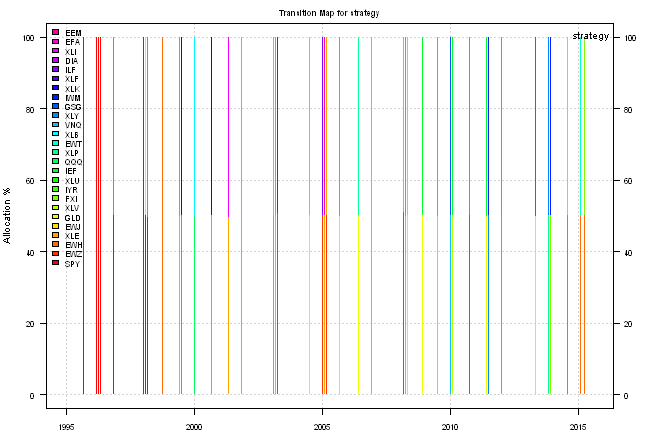 Transition Map for strategy
strategy
EEM
EFA
XLI
DIA
ILF
XLF
XLK
IWM
GSG
XLY
VNQ
XLB
EWT
XLP
QQQ
IEF
XLU
IYR
FXI
XLV
GLD
EWJ
XLE
EWH
EWZ
SPY
Allocation %
100
80
60
40
20
0
100
80
60
40
20
0
1995 2000 2005 2010 2015